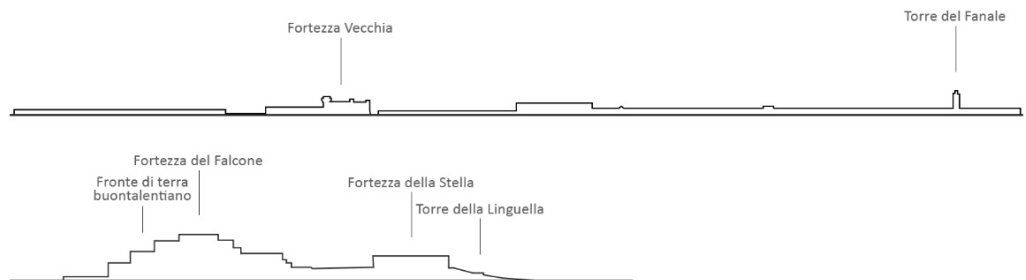 Torre del Fanale
Fortezza Vecchia
Fortezza del Falcone
Fronte di terra
buontalentiano
Fortezza della Stella
Torre della Linguella